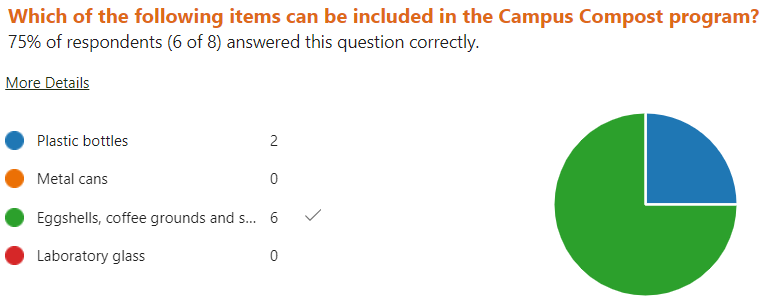 Which of the following items can be included in the Campus Compost program?
75% of respondents (6 of 8) answered this question correctly.
More Details
Plastic bottles 2
Metal cans 0
Eggshells, coffee grounds and s... 6
Laboratory glass 0